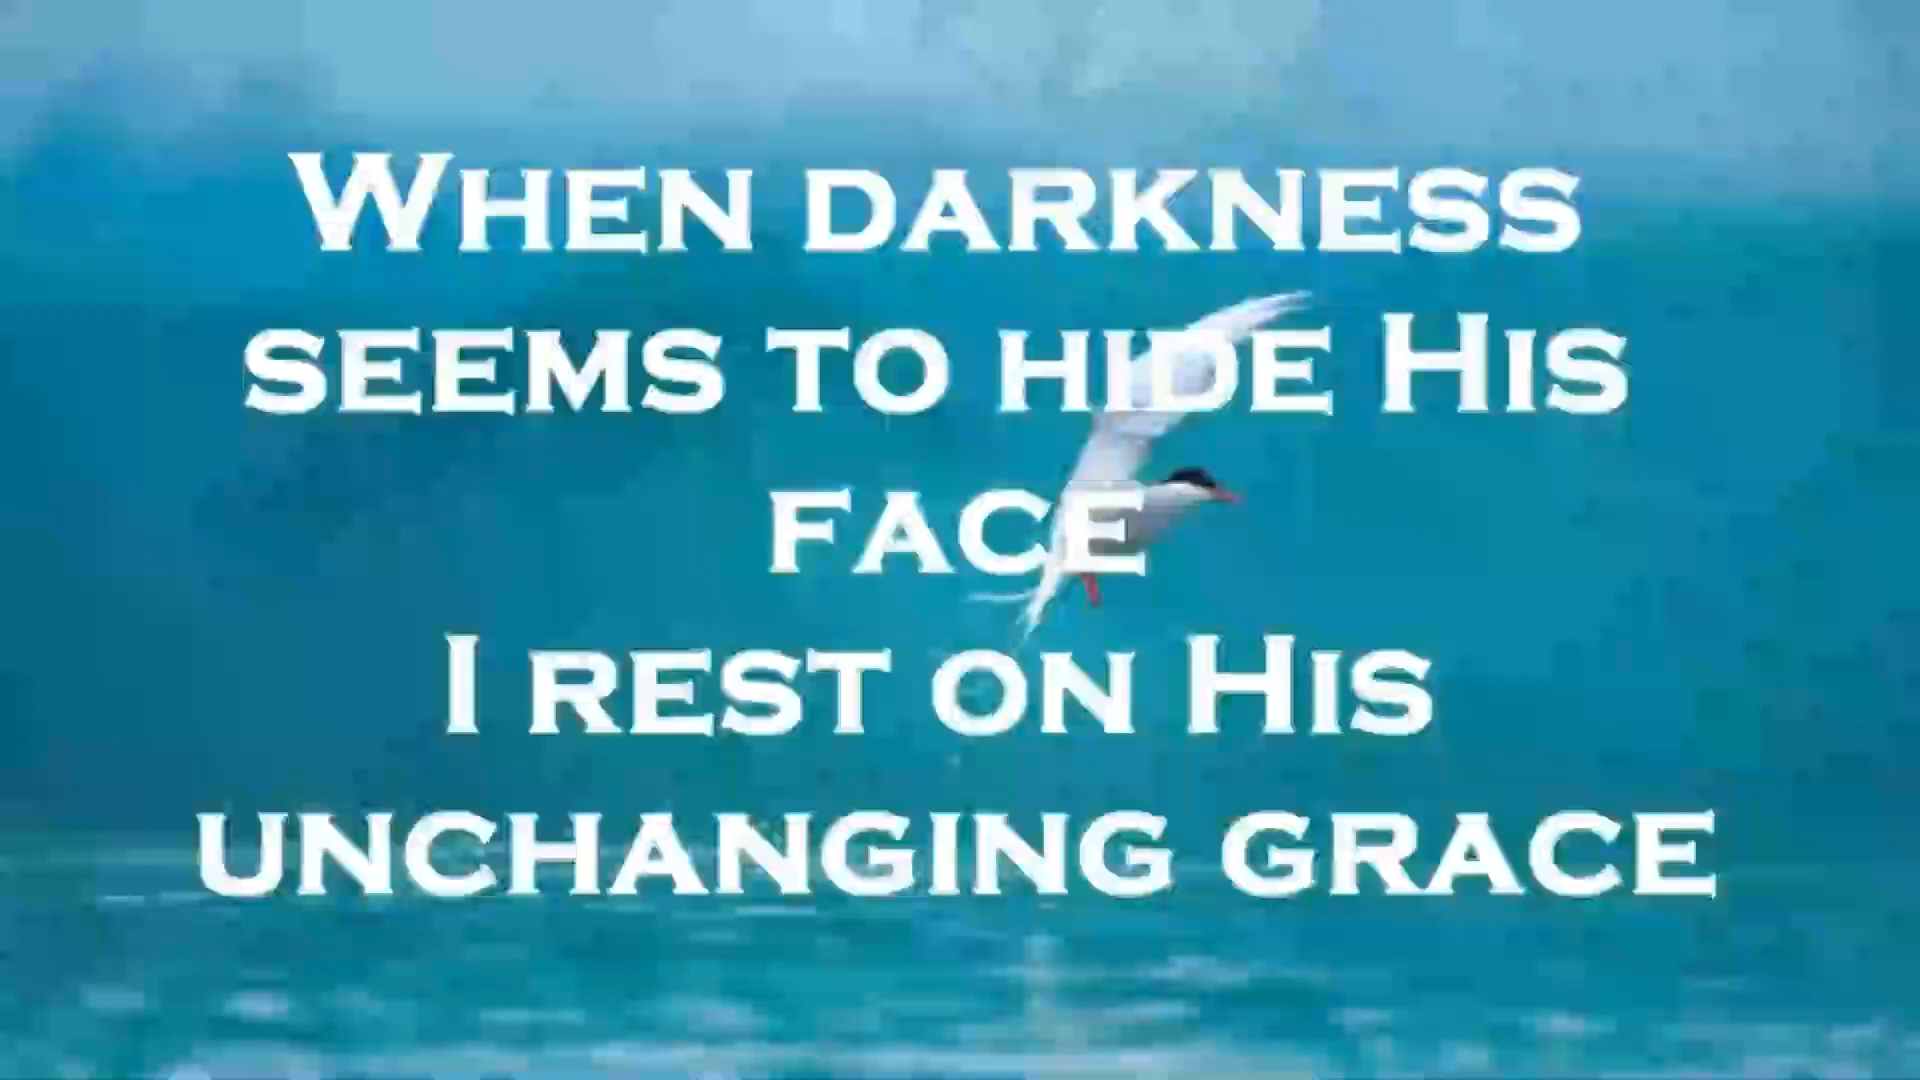 When darkness
seems to hide His
face
I rest on His
unchanging grace